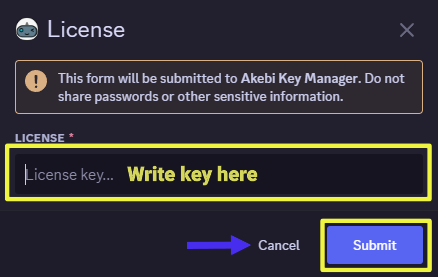 License
This form will be submitted to Akebi Key Manager. Do not
share passwords or other sensitive information.
LICENSE *
License key... Write key here
Cancel Submit